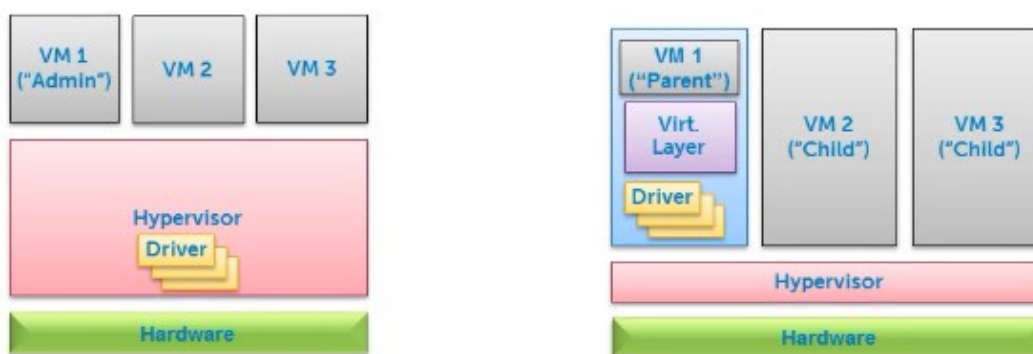 VM 1
("Admin")
VM 2
VM 3
Hypervisor
Driver
Hardware
VM 1
("Parent")
Virt.
Layer
Driver
VM 2
("Child")
VM 3
("Child")
Hypervisor
Hardware